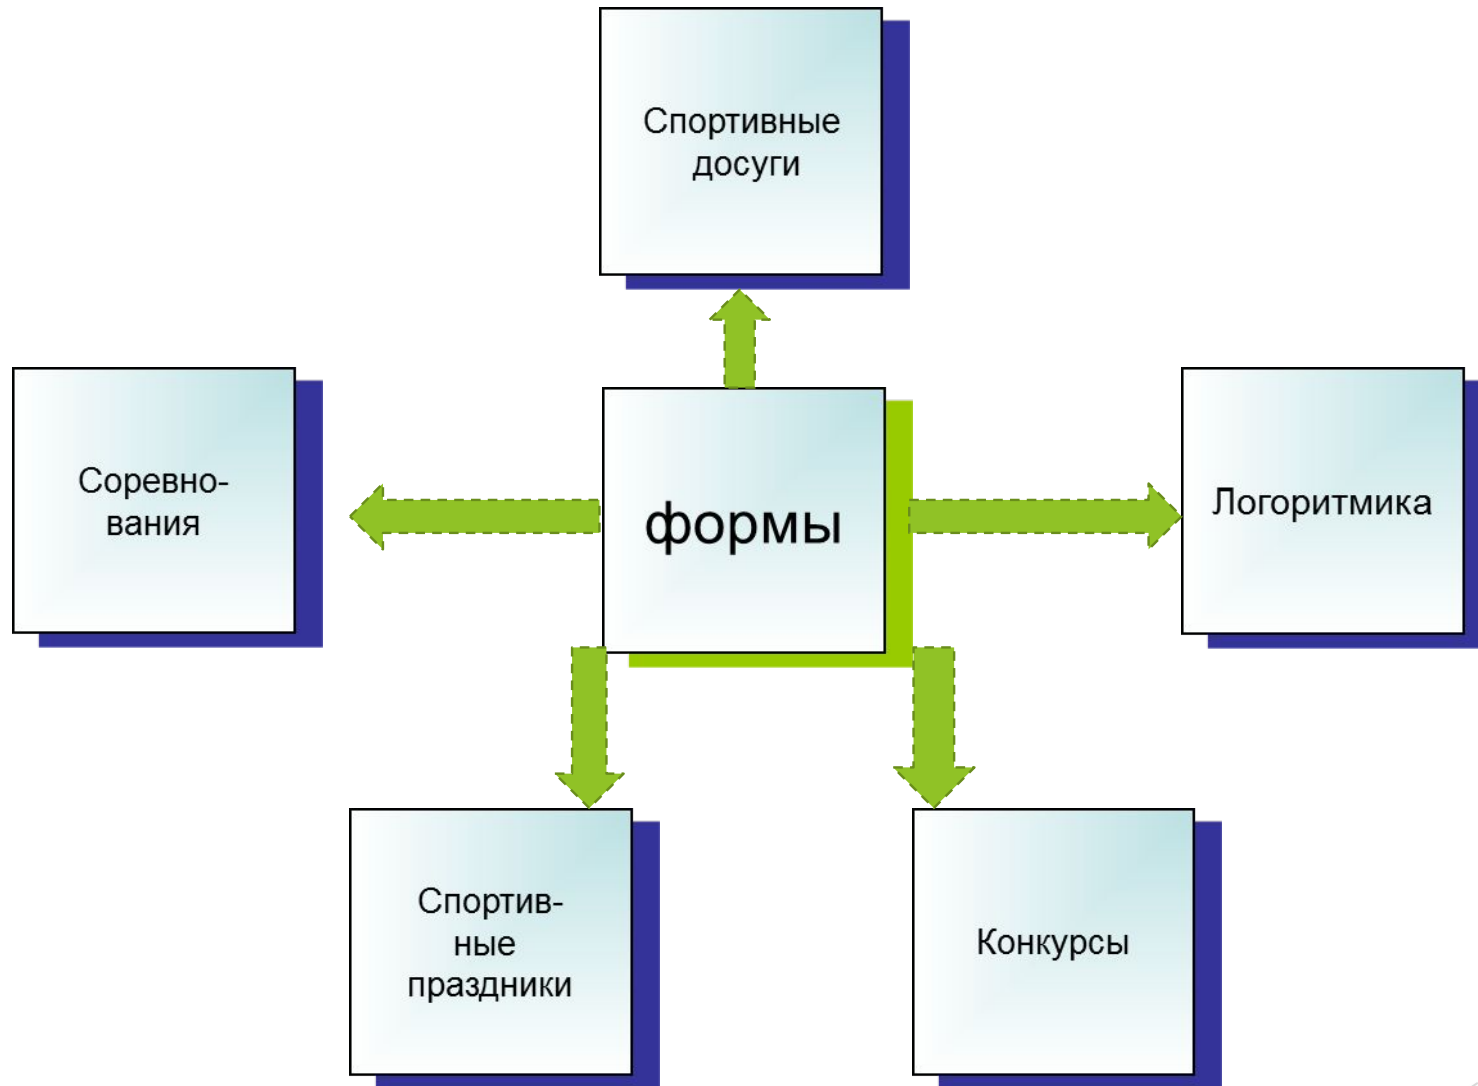 Спортивные
досуги
Соревно-
вания
формы
Логоритмика
Спортив-
ные
праздники
Конкурсы